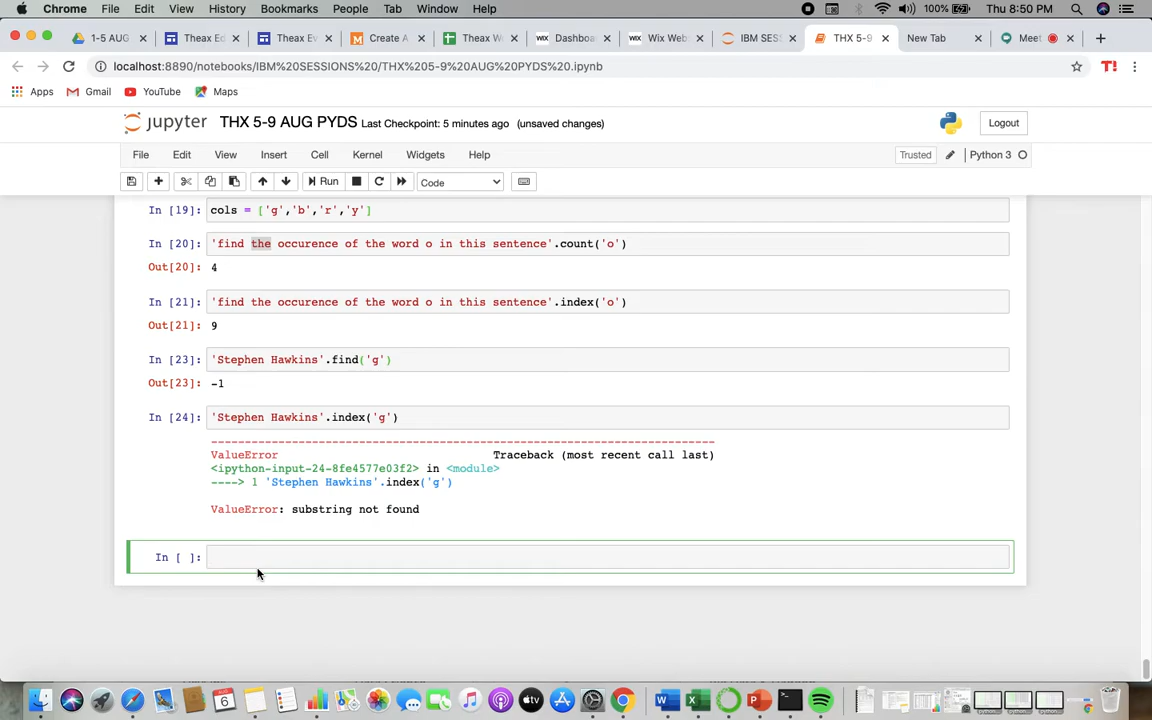 Chrome File Edit View History Bookmarks People Tab Window Help 100% Thu 8:50 PM
1-5 AUG Theax Ed Theax Ev Create A Theax W Dashboa Wix Web IBM SESS THX 5-9 New Tab Meet
localhost:8890/notebooks/IBM%20SESSIONS%20/THX%205-9%20AUG%20PYDS%20.ipynb T!
Apps Gmail YouTube Maps
jupyter THX 5-9 AUG PYDS Last Checkpoint: 5 minutes ago (unsaved changes) Logout
File Edit View Insert Cell Kernel Widgets Help Trusted Python 3
Run Code
In [19]: cols = ['g','b','r','y']
In [20]: 'find the occurence of the word o in this sentence'.count('o')
Out[20]: 4
In [21]: 'find the occurence of the word o in this sentence'.index('o')
Out[21]: 9
In [23]: 'Stephen Hawkins'.find('g')
Out[23]: -1
In [24]: 'Stephen Hawkins'.index('g')
---------------------------------------------------------------------------
ValueError Traceback (most recent call last)
<ipython-input-24-8fe4577e03f2> in <module>
----> 1 'Stephen Hawkins'.index('g')
ValueError: substring not found
In [ ]: